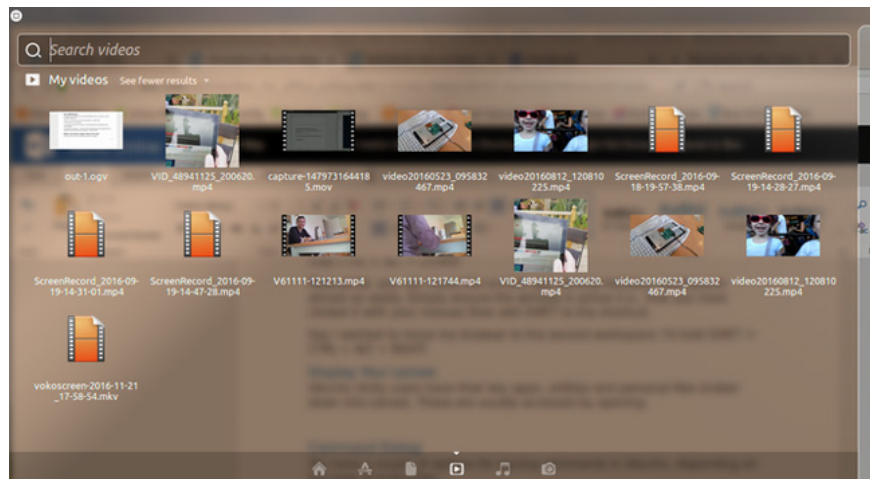 Search videos
My videos See fewer results
out-1.ogv
VID_48941125_200620.
mp4
capture-147973164418
5.mov
video20160523_095832
467.mp4
video20160812_120810
225.mp4
ScreenRecord_2016-09-
18-19-57-38.mp4
ScreenRecord_2016-09-
19-14-28-27.mp4
ScreenRecord_2016-09-
19-14-31-01.mp4
ScreenRecord_2016-09-
19-14-47-28.mp4
V61111-121213.mp4
V61111-121744.mp4
VID_48941125_200620.
mp4
video20160523_095832
467.mp4
video20160812_120810
225.mp4
vokoscreen-2016-11-21
_17-58-54.mkv